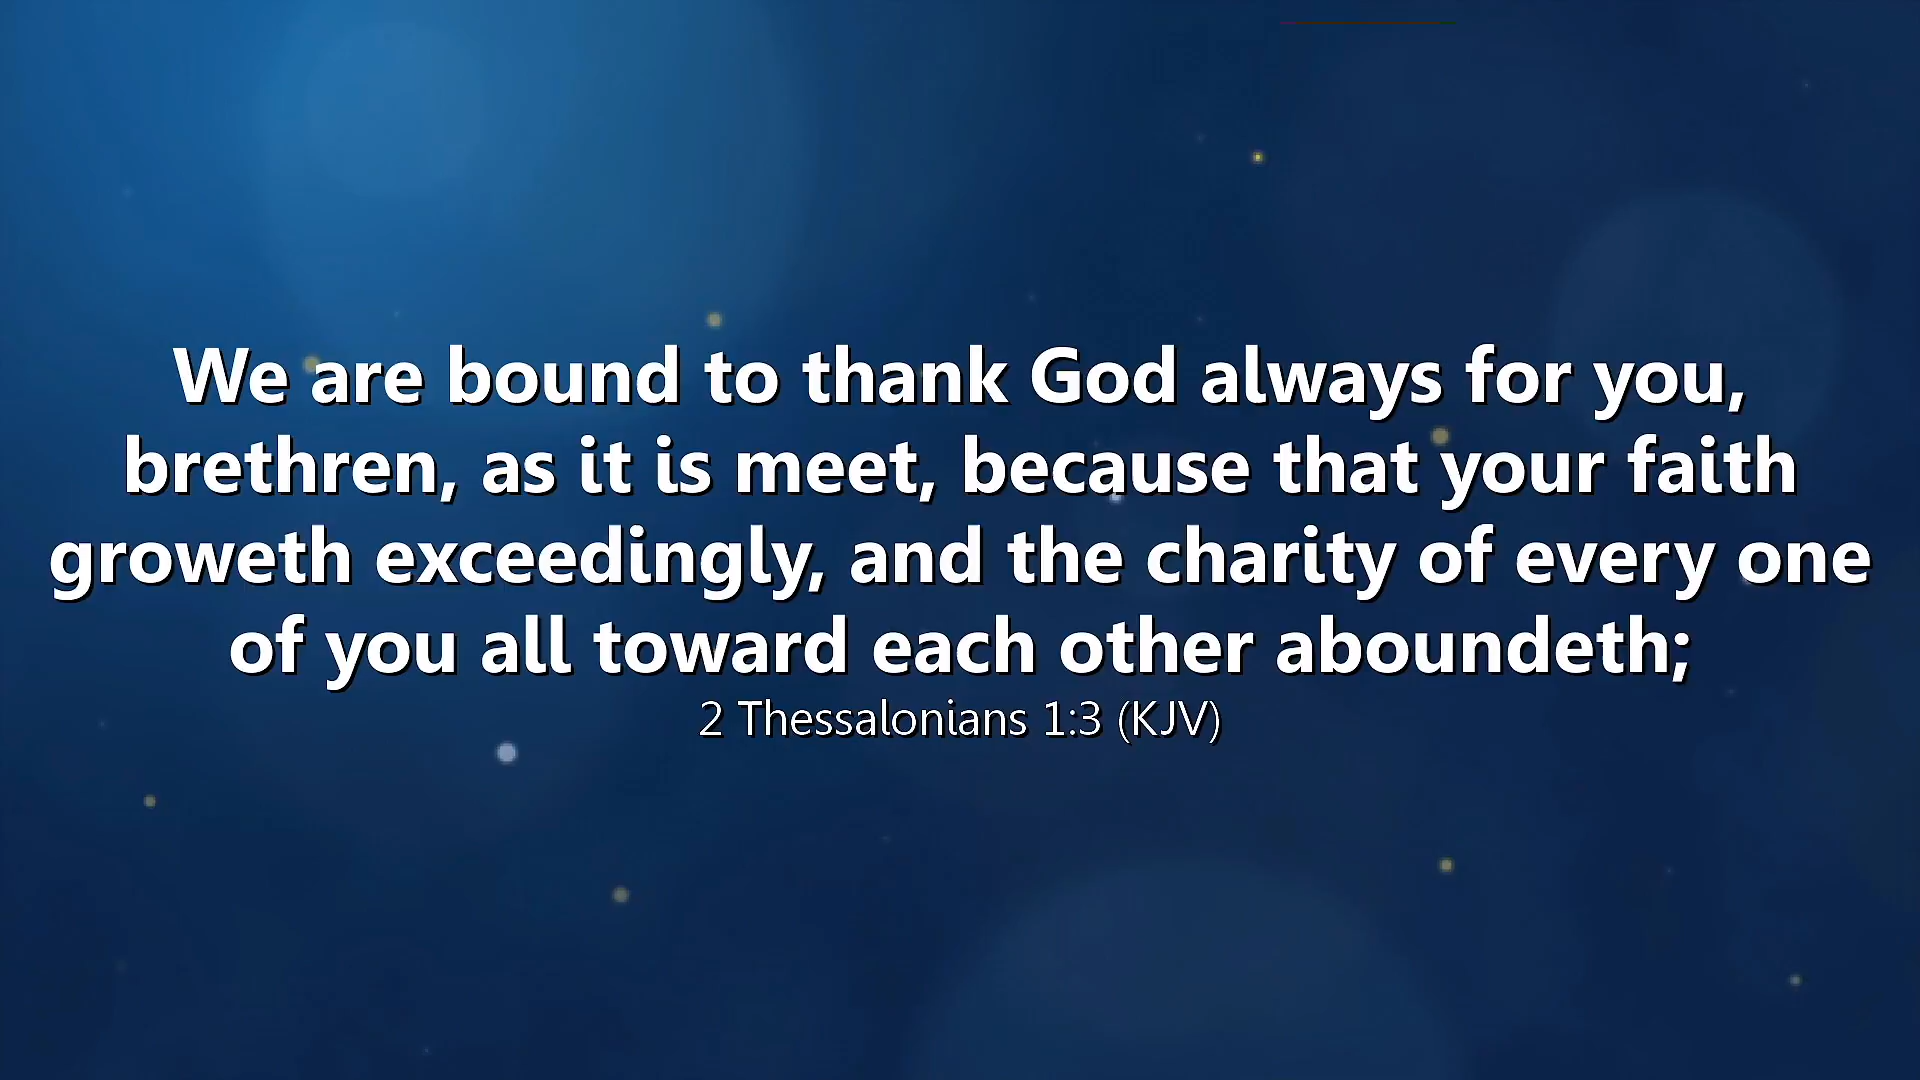 We are bound to thank God always for you,
brethren, as it is meet, because that your faith
groweth exceedingly, and the charity of every one
of you all toward each other aboundeth;
2 Thessalonians 1:3 (KJV)